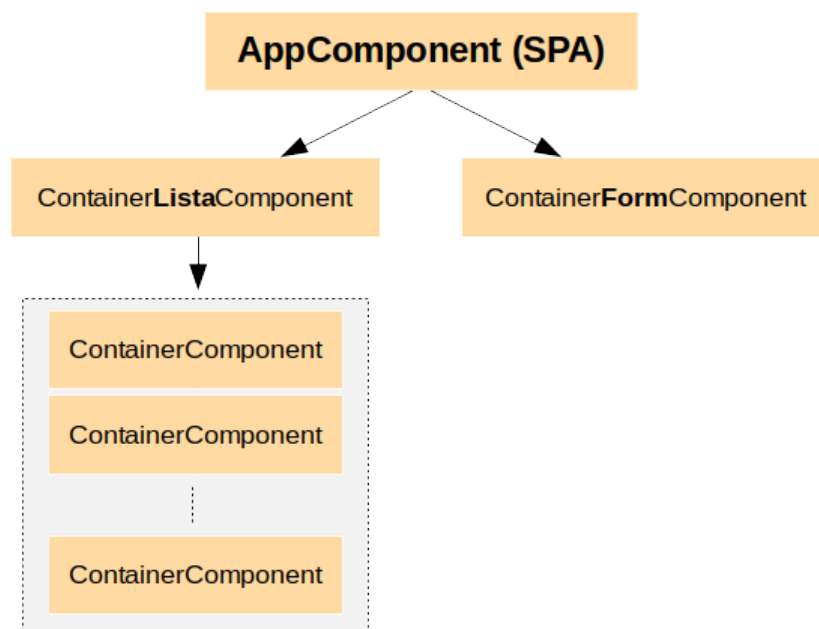 AppComponent (SPA)
ContainerListaComponent
ContainerFormComponent
ContainerComponent
ContainerComponent
ContainerComponent